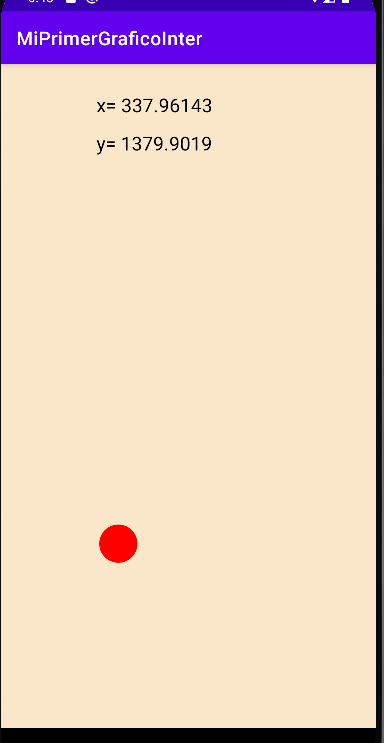 MiPrimerGraficoInter
x= 337.96143
y= 1379.9019